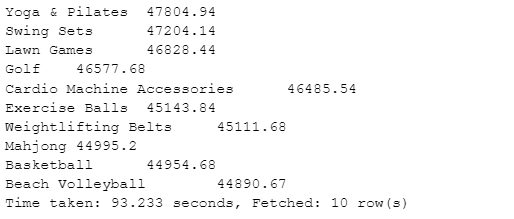 Yoga & Pilates	47804.94
Swing Sets	47204.14
Lawn Games	46828.44
Golf	46577.68
Cardio Machine Accessories	46485.54
Exercise Balls	45143.84
Weightlifting Belts	45111.68
Mahjong	44995.2
Basketball	44954.68
Beach Volleyball	44890.67
Time taken: 93.233 seconds, Fetched: 10 row(s)